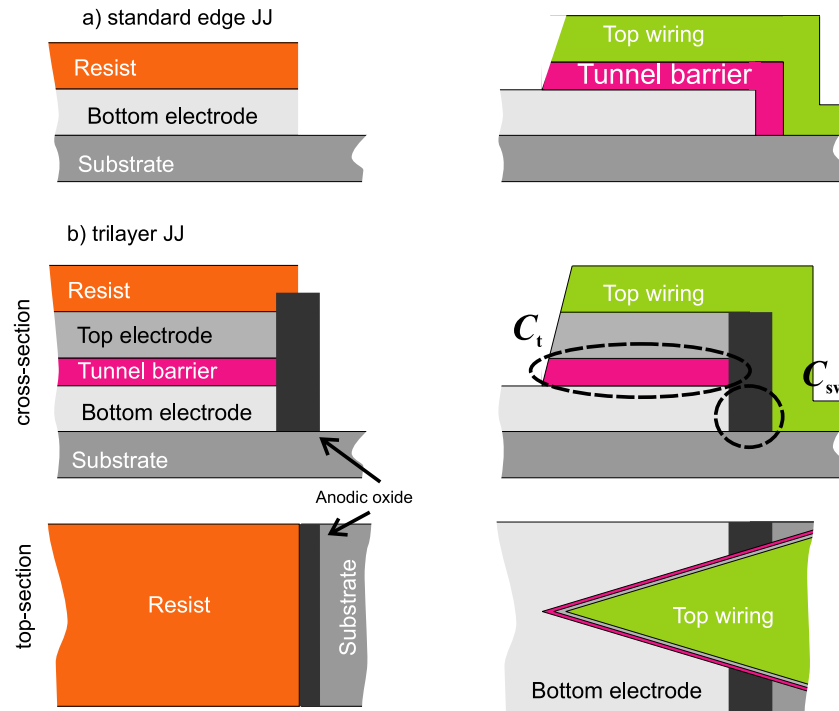 a) standard edge JJ
Resist
Bottom electrode
Substrate
Top wiring
Tunnel barrier
b) trilayer JJ
cross-section
Resist
Top electrode
Tunnel barrier
Bottom electrode
Substrate
Anodic oxide
Top wiring
Ct
Csw
top-section
Resist
Substrate
Top wiring
Bottom electrode